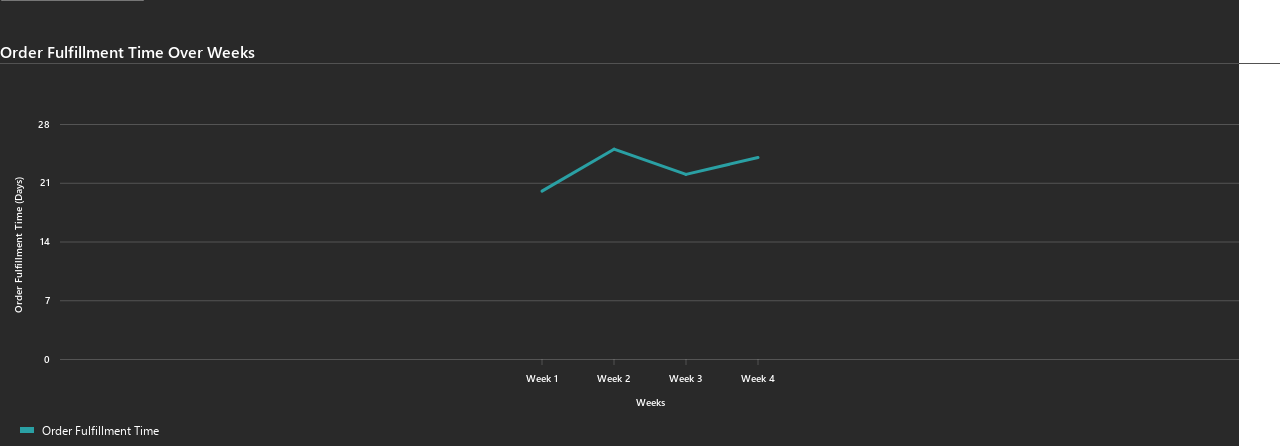 Order Fulfillment Time Over Weeks
28
21
14
7
0
Order Fulfillment Time (Days)
Week 1 Week 2 Week 3 Week 4
Weeks
Order Fulfillment Time